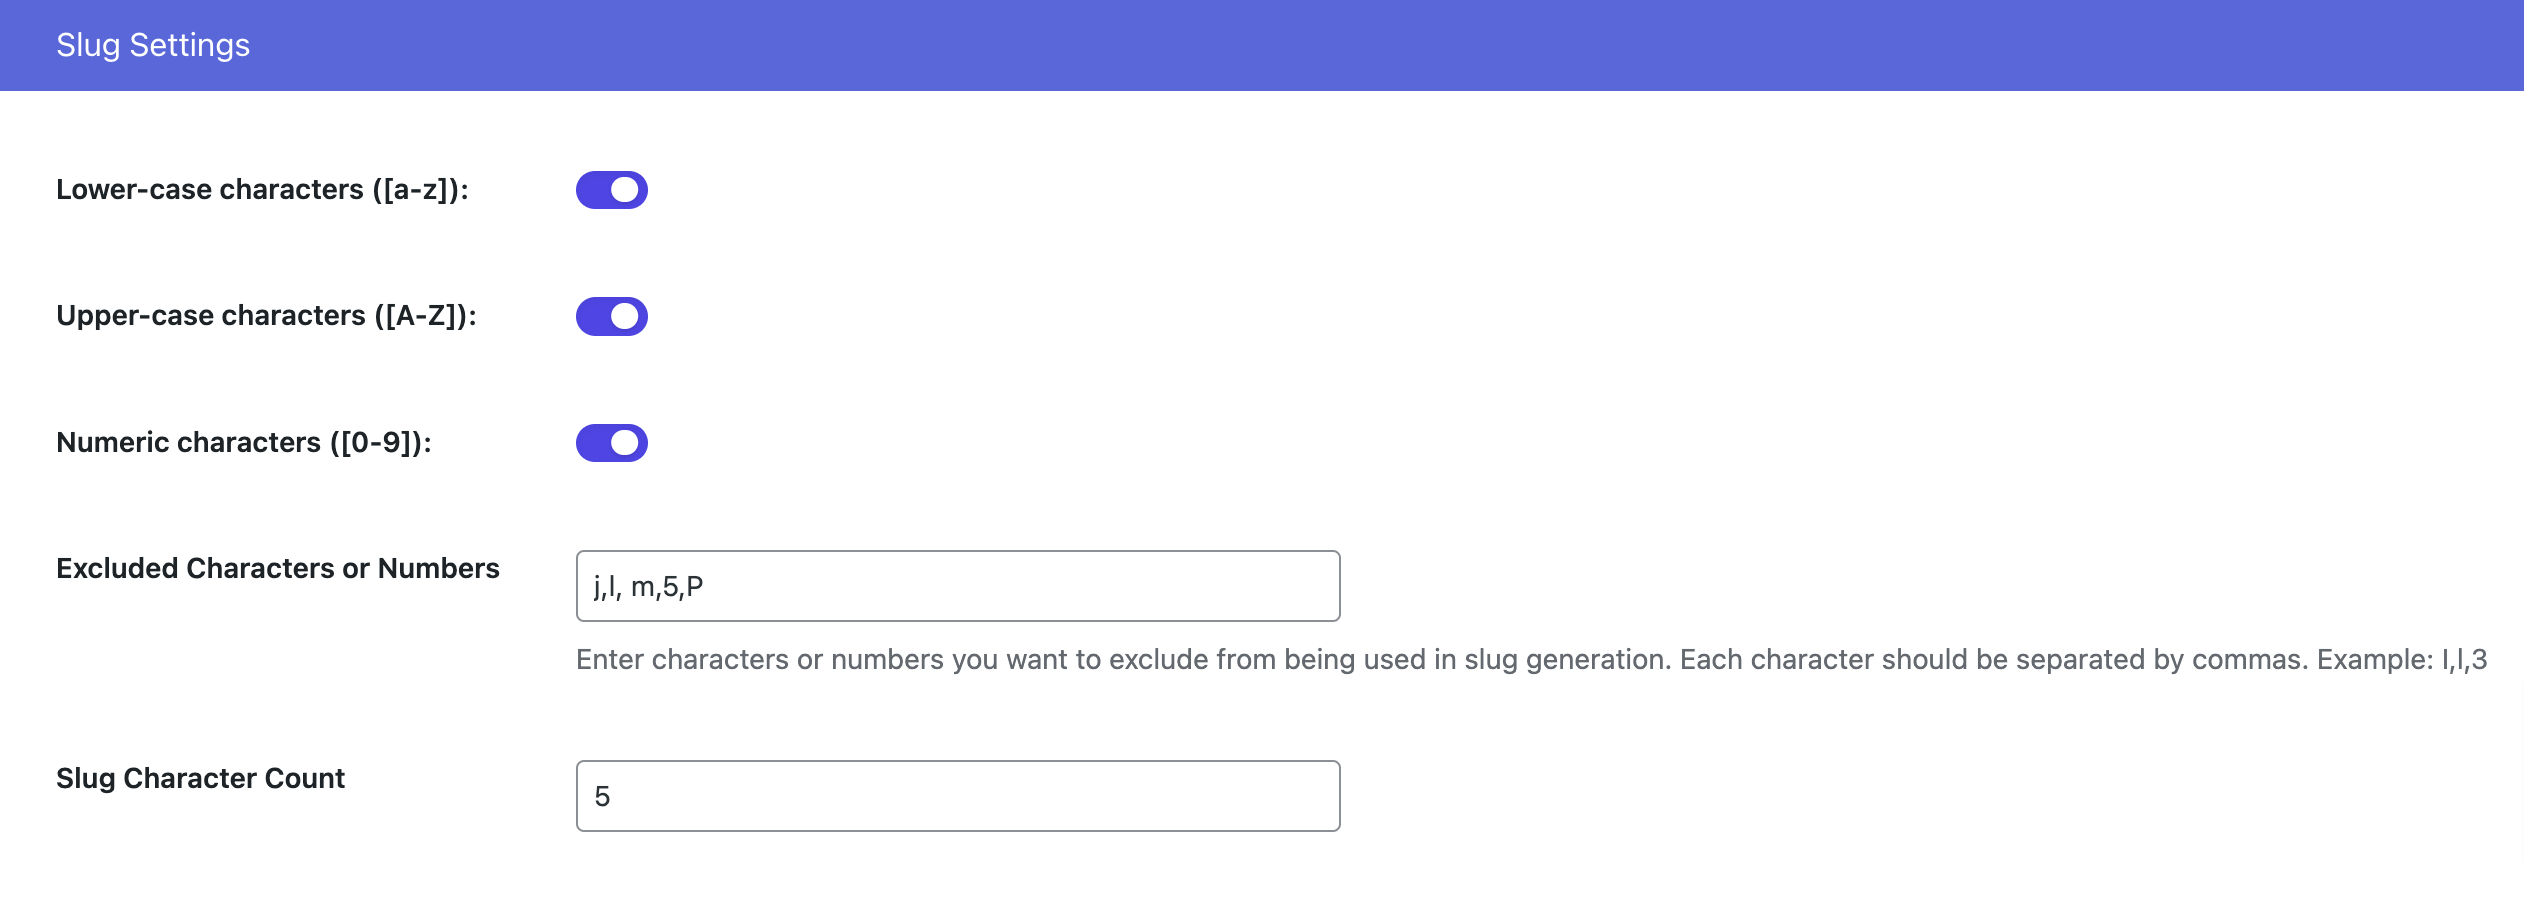 Slug Settings
Lower-case characters ([a-z]):
Upper-case characters ([A-Z]):
Numeric characters ([0-9]):
Excluded Characters or Numbers
j,l, m,5,P
Enter characters or numbers you want to exclude from being used in slug generation. Each character should be separated by commas. Example: I,l,3
Slug Character Count
5